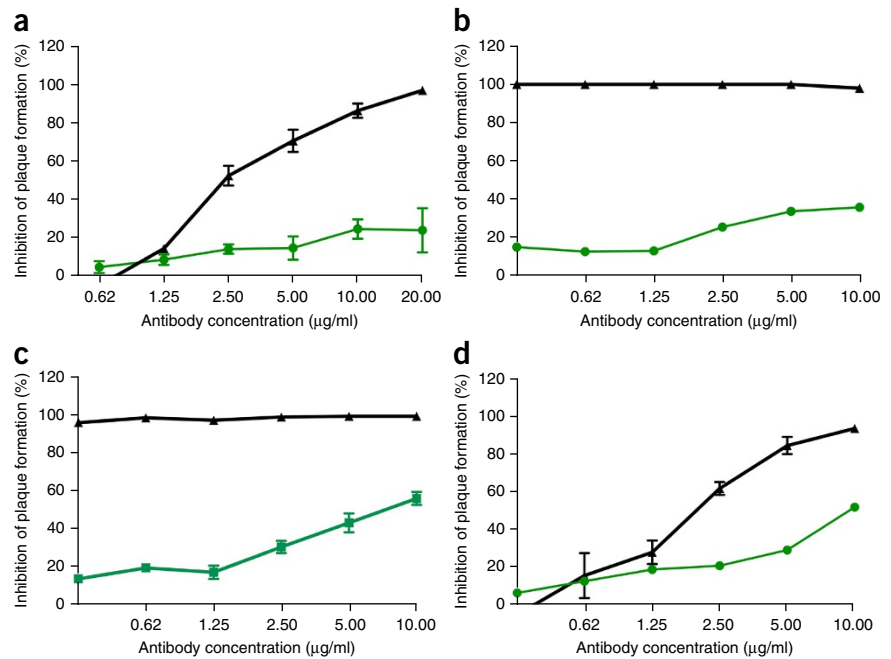 a
Inhibition of plaque formation (%)
120
100
80
60
40
20
0
0.62 1.25 2.50 5.00 10.00 20.00
Antibody concentration (μg/ml)
b
Inhibition of plaque formation (%)
120
100
80
60
40
20
0
0.62 1.25 2.50 5.00 10.00
Antibody concentration (μg/ml)
c
Inhibition of plaque formation (%)
120
100
80
60
40
20
0
0.62 1.25 2.50 5.00 10.00
Antibody concentration (μg/ml)
d
Inhibition of plaque formation (%)
120
100
80
60
40
20
0
0.62 1.25 2.50 5.00 10.00
Antibody concentration (μg/ml)